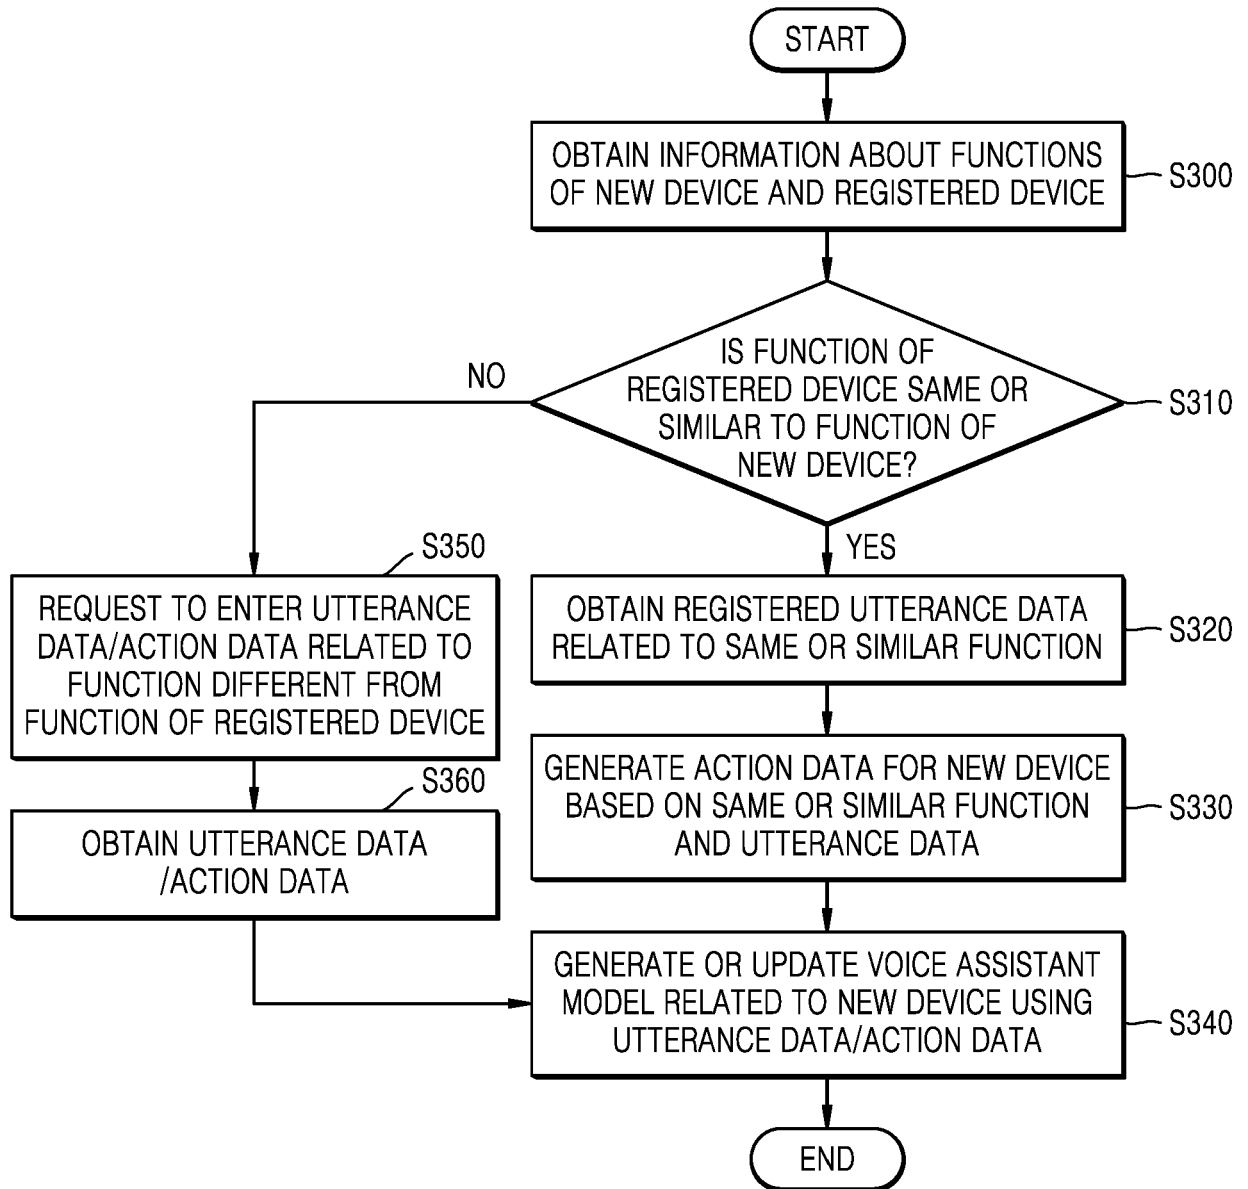 START
OBTAIN INFORMATION ABOUT FUNCTIONS
OF NEW DEVICE AND REGISTERED DEVICE
S300
IS FUNCTION OF
REGISTERED DEVICE SAME OR
SIMILAR TO FUNCTION OF
NEW DEVICE?
S310
NO
YES
S350
REQUEST TO ENTER UTTERANCE
DATA/ACTION DATA RELATED TO
FUNCTION DIFFERENT FROM
FUNCTION OF REGISTERED DEVICE
OBTAIN REGISTERED UTTERANCE DATA
RELATED TO SAME OR SIMILAR FUNCTION
S320
S360
OBTAIN UTTERANCE DATA
/ACTION DATA
GENERATE ACTION DATA FOR NEW DEVICE
BASED ON SAME OR SIMILAR FUNCTION
AND UTTERANCE DATA
S330
GENERATE OR UPDATE VOICE ASSISTANT
MODEL RELATED TO NEW DEVICE USING
UTTERANCE DATA/ACTION DATA
S340
END